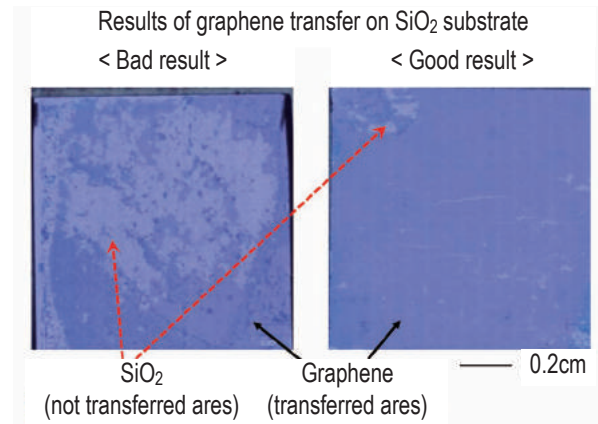 Results of graphene transfer on SiO₂ substrate
< Bad result >
< Good result >
SiO₂
(not transferred ares)
Graphene
(transferred ares)
0.2cm